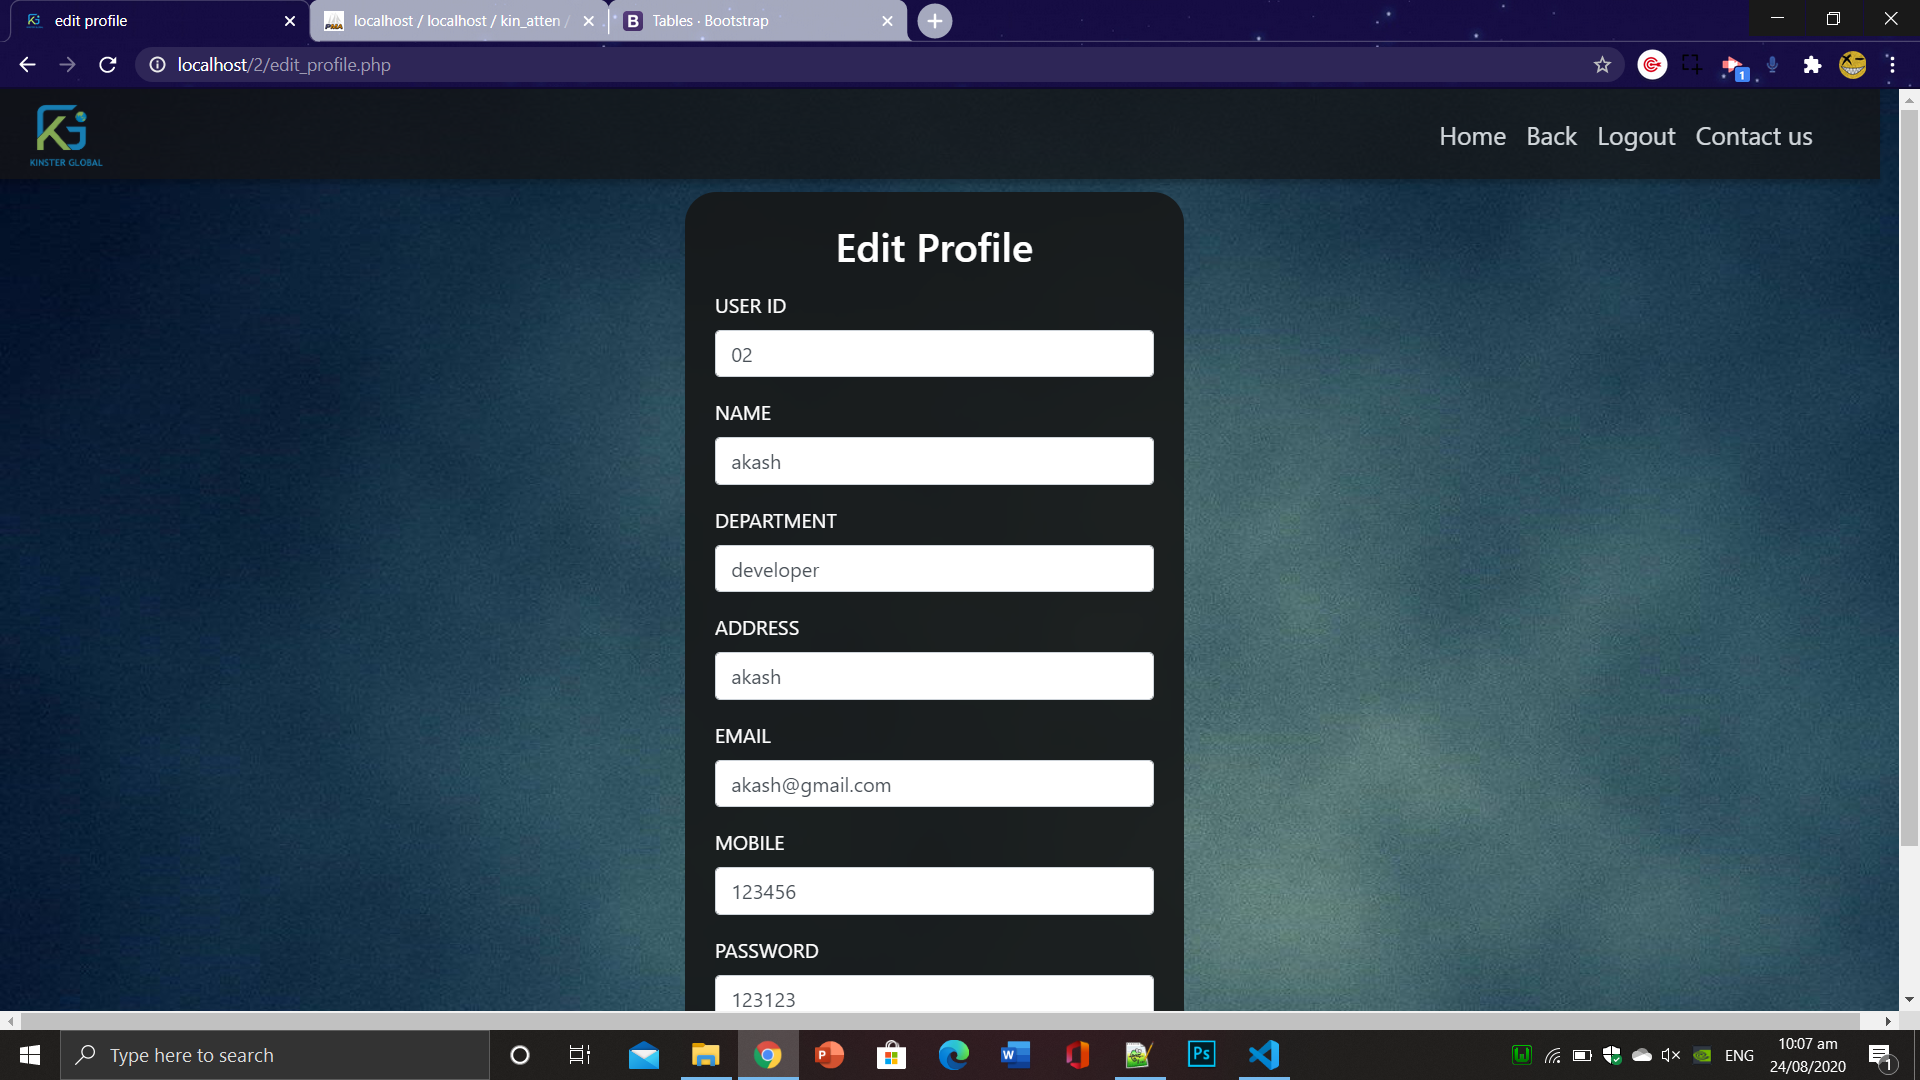 edit profile
localhost / localhost / kin_atten /
Tables · Bootstrap
localhost/2/edit_profile.php
1
KINSTER GLOBAL
Home Back Logout Contact us
Edit Profile
USER ID
02
NAME
akash
DEPARTMENT
developer
ADDRESS
akash
EMAIL
akash@gmail.com
MOBILE
123456
PASSWORD
123123
Type here to search
ENG
10:07 am
24/08/2020
1